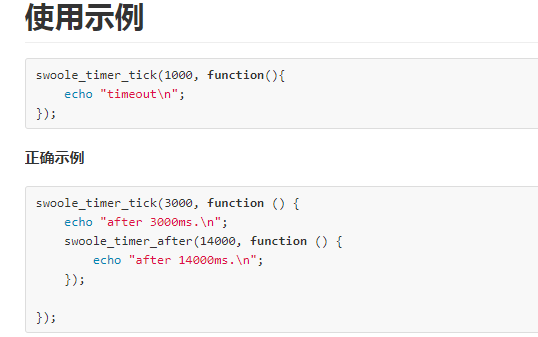 使用示例
swoole_timer_tick(1000, function(){
    echo "timeout\n";
});
正确示例
swoole_timer_tick(3000, function () {
    echo "after 3000ms.\n";
    swoole_timer_after(14000, function () {
        echo "after 14000ms.\n";
    });
});